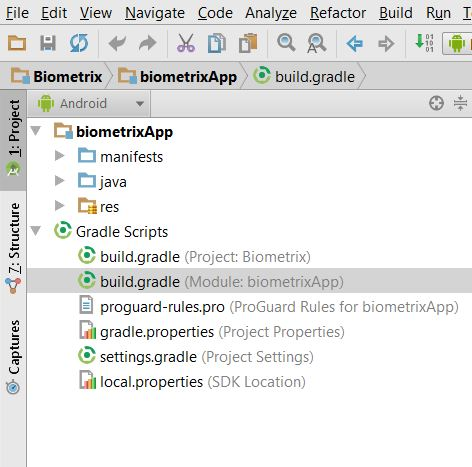 File Edit View Navigate Code Analyze Refactor Build Run
Biometrix biometrixApp build.gradle
1: Project
Android
biometrixApp
manifests
java
res
Gradle Scripts
build.gradle (Project: Biometrix)
build.gradle (Module: biometrixApp)
proguard-rules.pro (ProGuard Rules for biometrixApp)
gradle.properties (Project Properties)
settings.gradle (Project Settings)
local.properties (SDK Location)
7: Structure
Captures